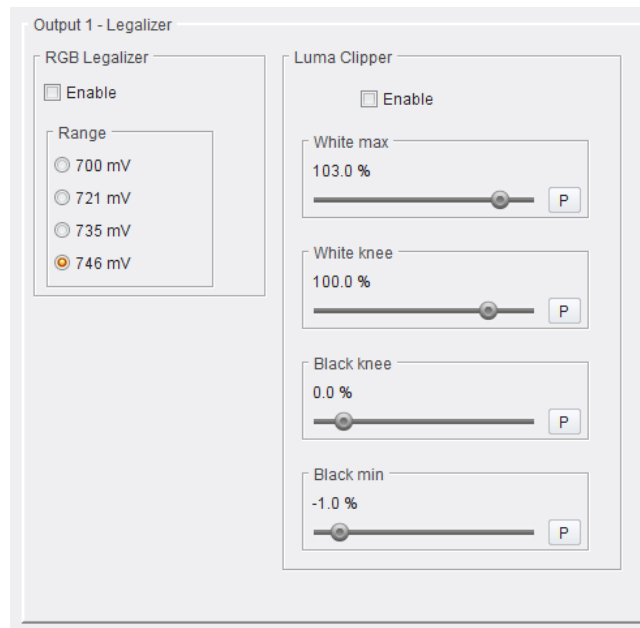 Output 1 - Legalizer
RGB Legalizer
Enable
Range
700 mV
721 mV
735 mV
746 mV
Luma Clipper
Enable
White max
103.0 %
P
White knee
100.0 %
P
Black knee
0.0 %
P
Black min
-1.0 %
P